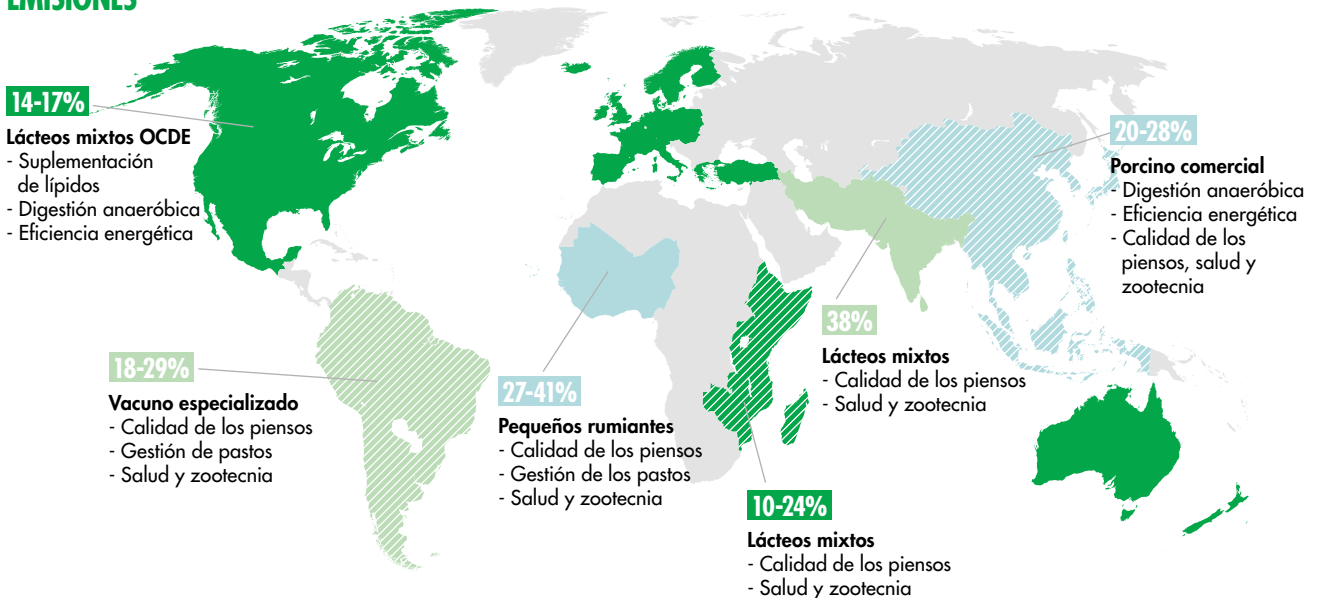 EMISIONES
14-17%
Lácteos mixtos OCDE
- Suplementación
de lípidos
- Digestión anaeróbica
- Eficiencia energética
18-29%
Vacuno especializado
- Calidad de los piensos
- Gestión de pastos
- Salud y zootecnia
27-41%
Pequeños rumiantes
- Calidad de los piensos
- Gestión de los pastos
- Salud y zootecnia
10-24%
Lácteos mixtos
- Calidad de los piensos
- Salud y zootecnia
38%
Lácteos mixtos
- Calidad de los piensos
- Salud y zootecnia
20-28%
Porcino comercial
- Digestión anaeróbica
- Eficiencia energética
- Calidad de los
piensos, salud y
zootecnia